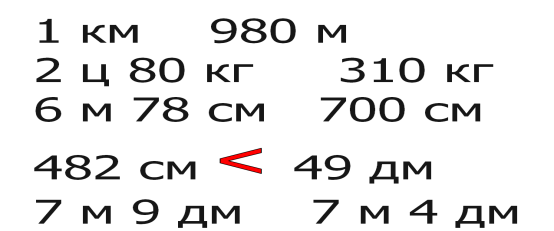 1 км 980 м
2 ц 80 кг 310 кг
6 м 78 см 700 см
482 см < 49 дм
7 м 9 дм 7 м 4 дм